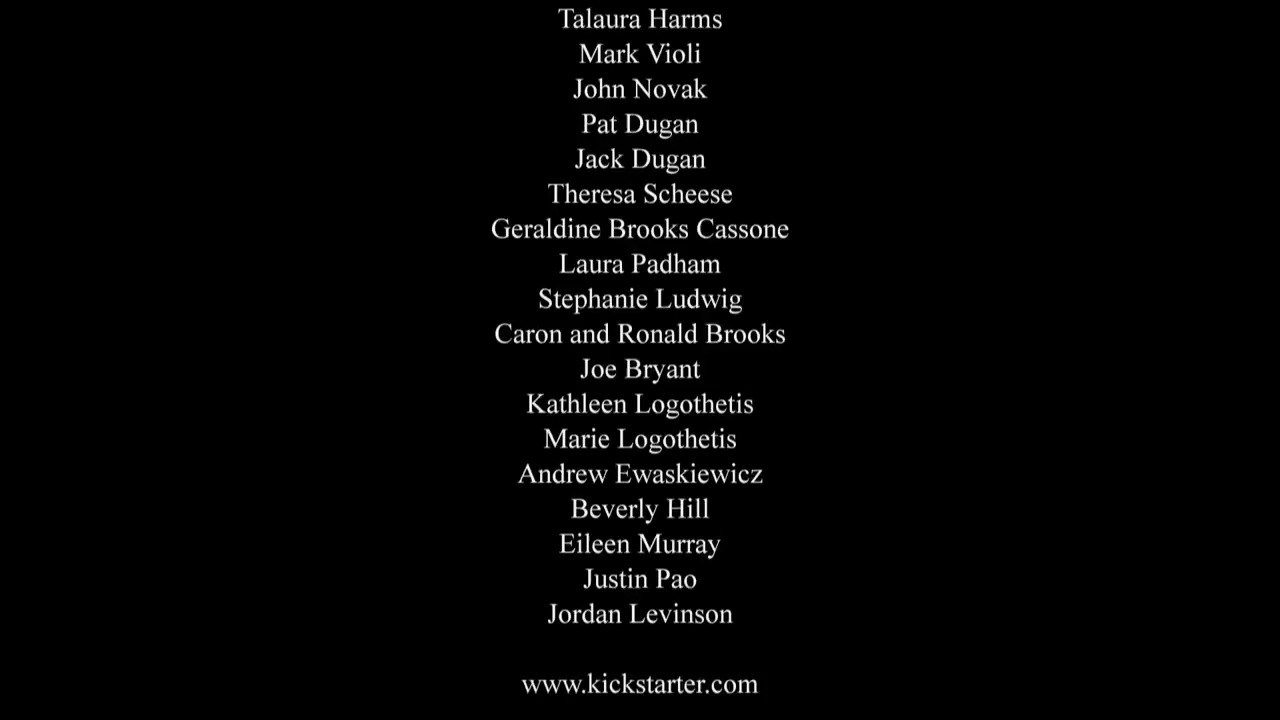 Talaura Harms
Mark Violi
John Novak
Pat Dugan
Jack Dugan
Theresa Scheese
Geraldine Brooks Cassone
Laura Padham
Stephanie Ludwig
Caron and Ronald Brooks
Joe Bryant
Kathleen Logothetis
Marie Logothetis
Andrew Ewaskiewicz
Beverly Hill
Eileen Murray
Justin Pao
Jordan Levinson
www.kickstarter.com